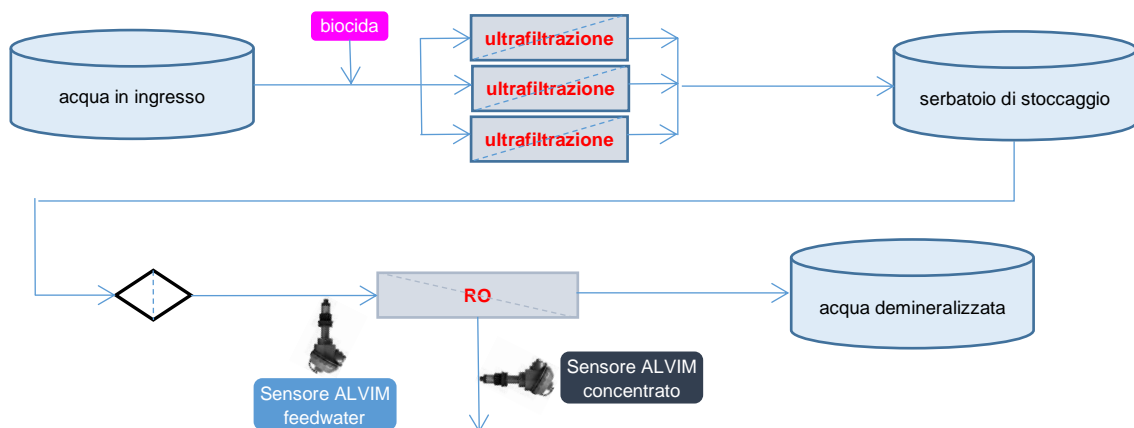 biocida
acqua in ingresso
ultrafiltrazione
ultrafiltrazione
ultrafiltrazione
serbatoio di stoccaggio
RO
acqua demineralizzata
Sensore ALVIM
feedwater
Sensore ALVIM
concentrato